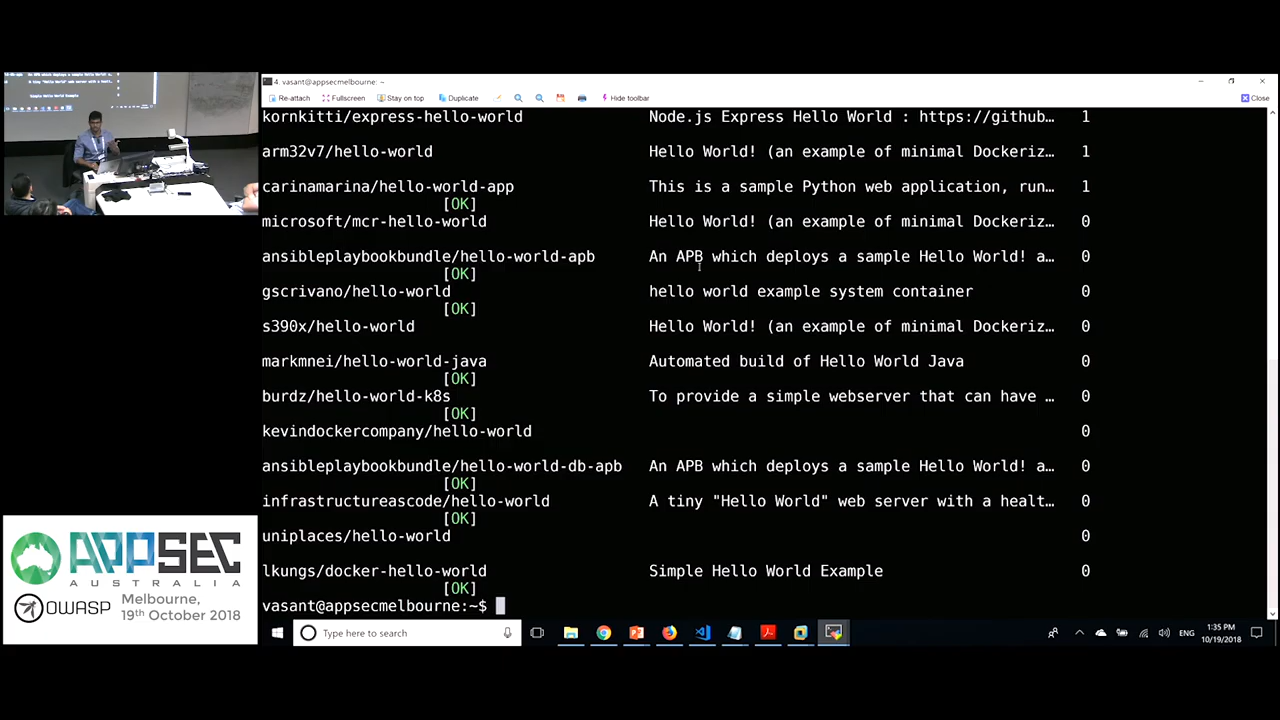 4. vasant@appsecmelbourne: ~
Re-attach Fullscreen Stay on top Duplicate Hide toolbar Close
kornkitti/express-hello-world Node.js Express Hello World : https://github… 1
arm32v7/hello-world Hello World! (an example of minimal Dockeriz… 1
carinamarina/hello-world-app This is a sample Python web application, run… 1
[OK]
microsoft/mcr-hello-world Hello World! (an example of minimal Dockeriz… 0
ansibleplaybookbundle/hello-world-apb An APB which deploys a sample Hello World! a… 0
[OK]
gscrivano/hello-world hello world example system container 0
[OK]
s390x/hello-world Hello World! (an example of minimal Dockeriz… 0
markmnei/hello-world-java Automated build of Hello World Java 0
[OK]
burdz/hello-world-k8s To provide a simple webserver that can have … 0
[OK]
kevindockercompany/hello-world 0
ansibleplaybookbundle/hello-world-db-apb An APB which deploys a sample Hello World! a… 0
[OK]
infrastructureascode/hello-world A tiny "Hello World" web server with a healt… 0
[OK]
uniplaces/hello-world 0
lkungs/docker-hello-world Simple Hello World Example 0
[OK]
vasant@appsecmelbourne:~$
APPSEC
AUSTRALIA
OWASP
Melbourne,
19th October 2018
Type here to search
ENG
1:35 PM
10/19/2018